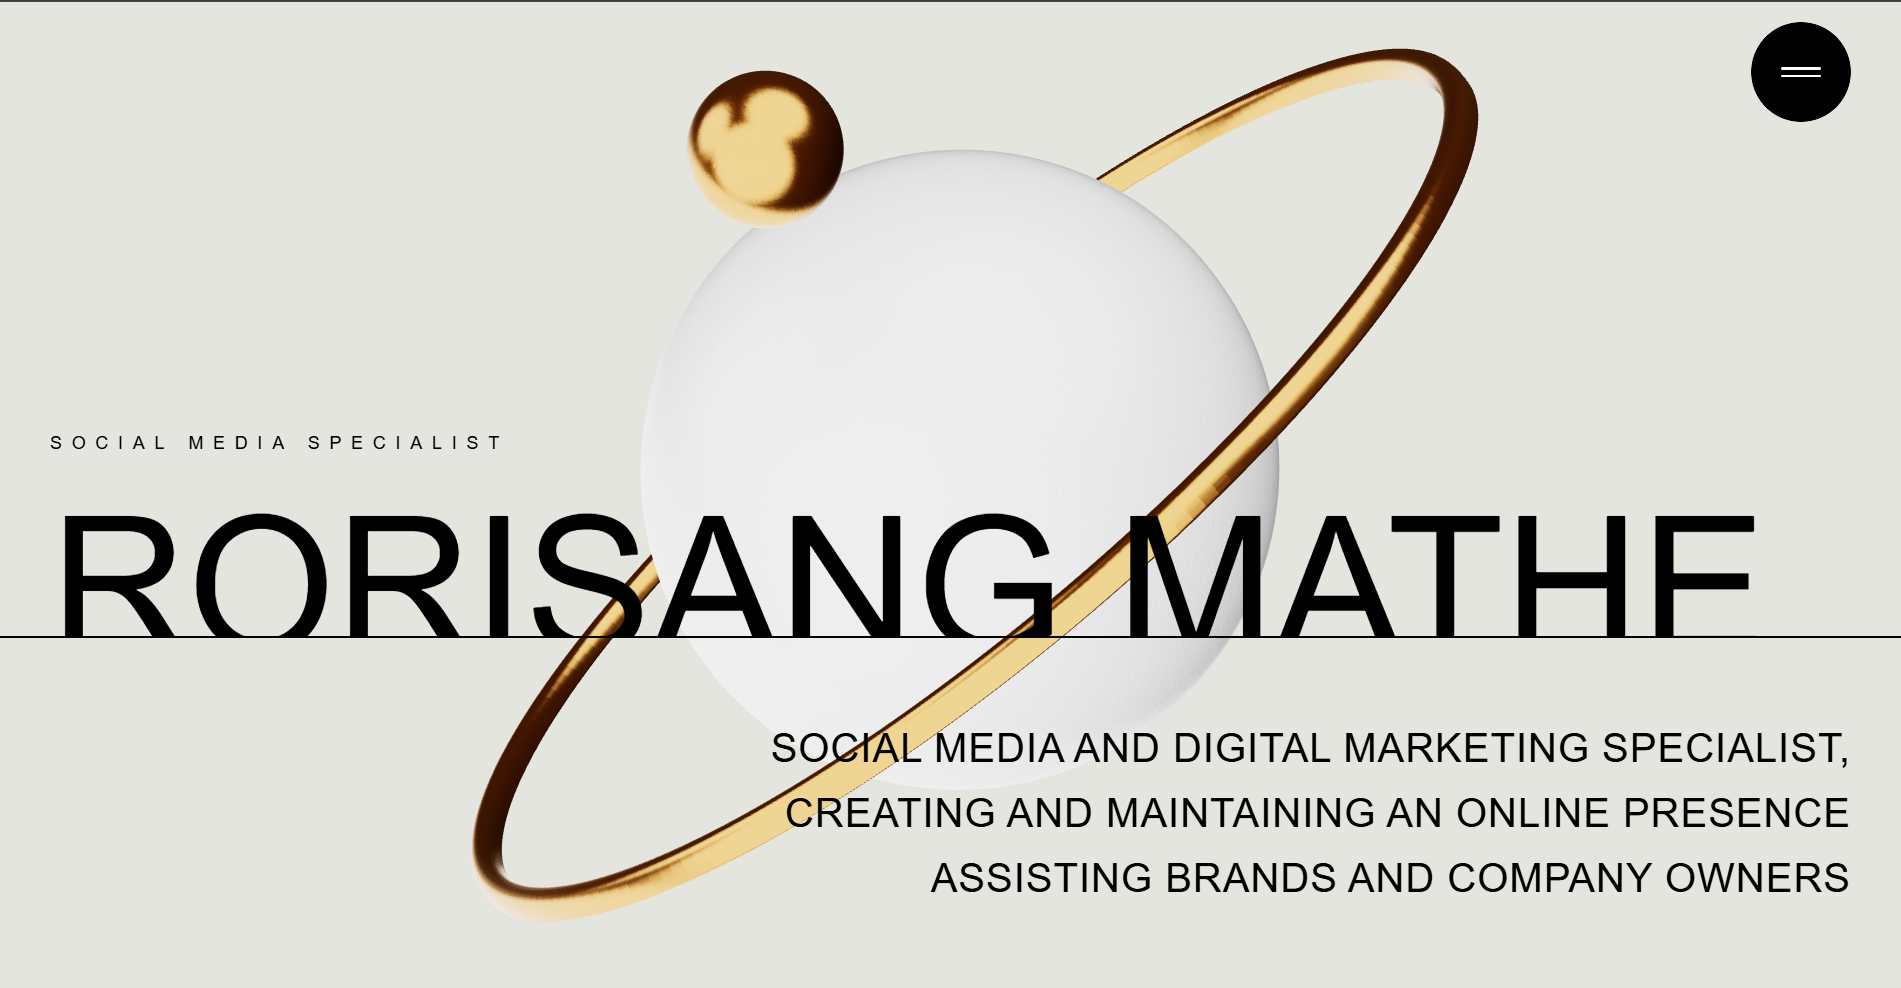 SOCIAL MEDIA SPECIALIST
RORISANG MATHE
SOCIAL MEDIA AND DIGITAL MARKETING SPECIALIST,
CREATING AND MAINTAINING AN ONLINE PRESENCE
ASSISTING BRANDS AND COMPANY OWNERS